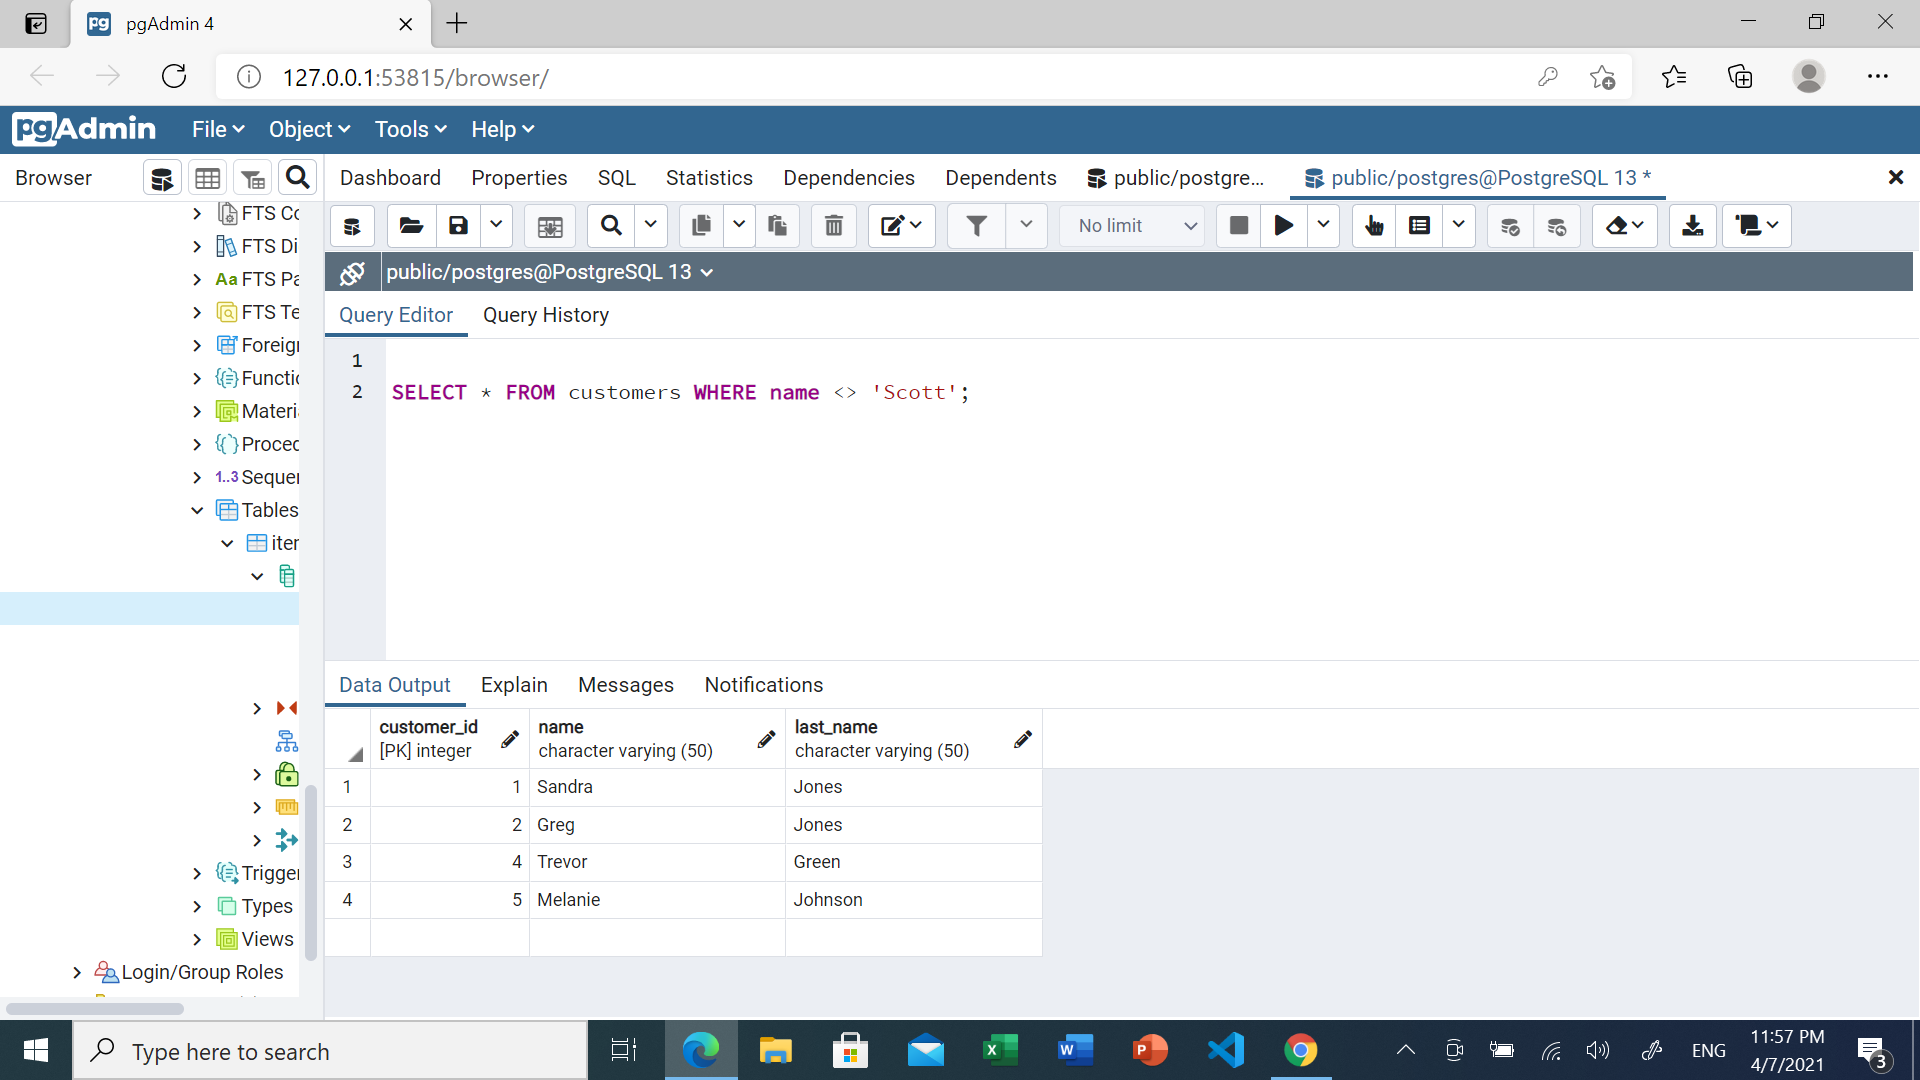 pgAdmin 4
127.0.0.1:53815/browser/
pgAdmin File Object Tools Help
Browser
Dashboard Properties SQL Statistics Dependencies Dependents public/postgre... public/postgres@PostgreSQL 13 *
No limit
public/postgres@PostgreSQL 13
Query Editor Query History
1
2 SELECT * FROM customers WHERE name <> 'Scott';
FTS Co
FTS Di
Aa FTS Pa
FTS Te
Foreig
Functio
Materi
Proced
1..3 Sequen
Tables
iter
Trigger
Types
Views
Login/Group Roles
Data Output Explain Messages Notifications
customer_id name last_name
[PK] integer character varying (50) character varying (50)
1 1 Sandra Jones
2 2 Greg Jones
3 4 Trevor Green
4 5 Melanie Johnson
Type here to search
ENG
11:57 PM
4/7/2021
3